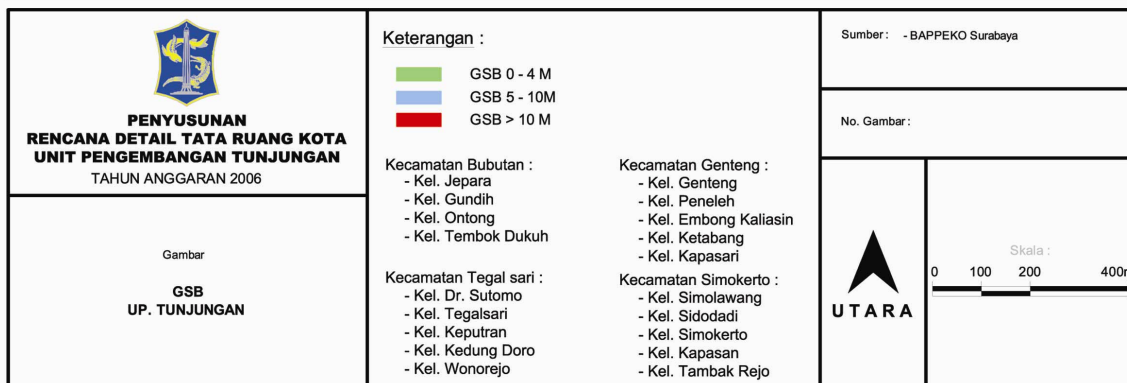 PENYUSUNAN
RENCANA DETAIL TATA RUANG KOTA
UNIT PENGEMBANGAN TUNJUNGAN
TAHUN ANGGARAN 2006
Gambar
GSB
UP. TUNJUNGAN
Keterangan :
GSB 0 - 4 M
GSB 5 - 10M
GSB > 10 M
Kecamatan Bubutan :
- Kel. Jepara
- Kel. Gundih
- Kel. Ontong
- Kel. Tembok Dukuh
Kecamatan Tegal sari :
- Kel. Dr. Sutomo
- Kel. Tegalsari
- Kel. Keputran
- Kel. Kedung Doro
- Kel. Wonorejo
Kecamatan Genteng :
- Kel. Genteng
- Kel. Peneleh
- Kel. Embong Kaliasin
- Kel. Ketabang
- Kel. Kapasari
Kecamatan Simokerto :
- Kel. Simolawang
- Kel. Sidodadi
- Kel. Simokerto
- Kel. Kapasan
- Kel. Tambak Rejo
Sumber : - BAPPEKO Surabaya
No. Gambar :
UTARA
Skala :
0 100 200 400m